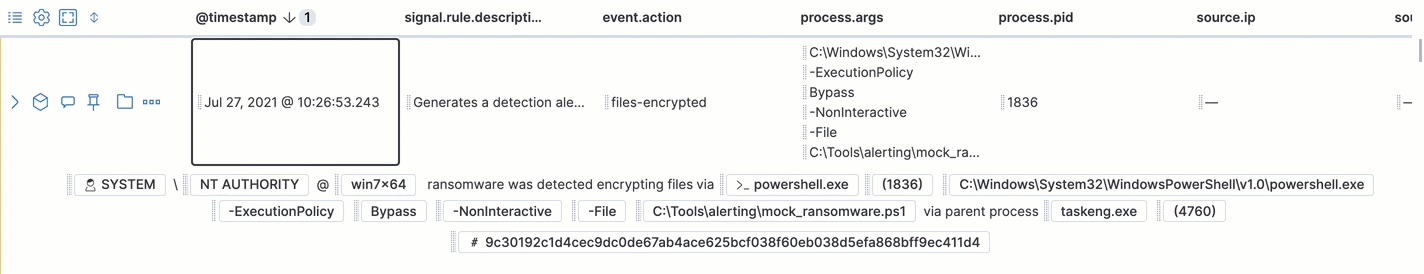 @timestamp ↓ 1 signal.rule.descripti... event.action process.args process.pid source.ip sou
C:\Windows\System32\Wi...
-ExecutionPolicy
Bypass
Jul 27, 2021 @ 10:26:53.243 Generates a detection ale... files-encrypted 1836 — —
-NonInteractive
-File
C:\Tools\alerting\mock_ra...
SYSTEM \ NT AUTHORITY @ win7×64 ransomware was detected encrypting files via >_ powershell.exe (1836) C:\Windows\System32\WindowsPowerShell\v1.0\powershell.exe
-ExecutionPolicy Bypass -NonInteractive -File C:\Tools\alerting\mock_ransomware.ps1 via parent process taskeng.exe (4760)
# 9c30192c1d4cec9dc0de67ab4ace625bcf038f60eb038d5efa868bff9ec411d4